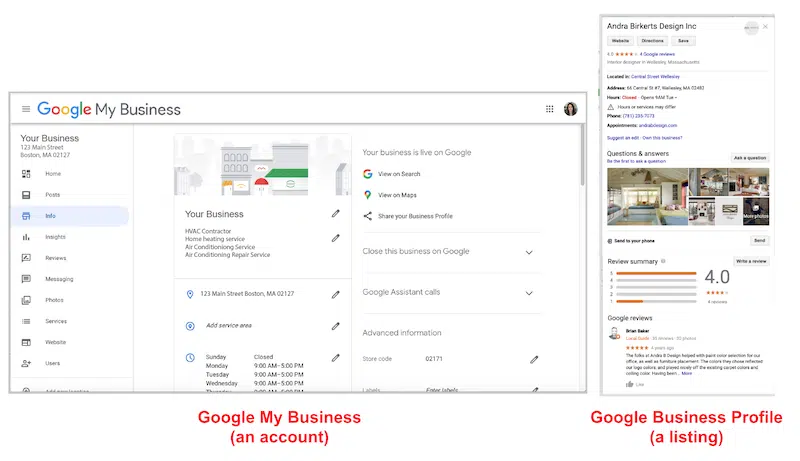 Google My Business
Your Business
123 Main Street
Boston, MA 02127
Home
Posts
Info
Insights
Reviews
Messaging
Photos
Services
Website
Users
Your Business
HVAC Contractor
Home heating service
Air Conditioniong Service
Air Conditioning Repair Service
123 Main Street Boston, MA 02127
Add service area
Sunday Closed
Monday 9:00 AM–5:00 PM
Tuesday 9:00 AM–5:00 PM
Wednesday 9:00 AM–5:00 PM
Your business is live on Google
View on Search
View on Maps
Share your Business Profile
Close this business on Google
Google Assistant calls
Advanced information
Store code 02171
Labels Enter labels
Google My Business
(an account)
Andra Birkerts Design Inc
Website Directions Save
4.0 4 Google reviews
Interior designer in Wellesley, Massachusetts
Located in: Central Street Wellesley
Address: 66 Central St #7, Wellesley, MA 02482
Hours: Closed · Opens 9AM Tue
Hours or services may differ
Phone: (781) 235-7073
Appointments: andrabdesign.com
Suggest an edit · Own this business?
Questions & answers
Be the first to ask a question
Ask a question
More photos
Send to your phone
Send
Review summary
Write a review
5
4
3
2
1
4.0
4 reviews
Google reviews
Brian Saker
Local Guide · 35 reviews · 20 photos
4 years ago
The folks at Andra B Design helped with paint color selection for our
office, as well as furniture placement. The colors they chose reflected
our logo colors, and played nicely off the existing carpet colors and
ceiling color. Having been... More
Like
Google Business Profile
(a listing)